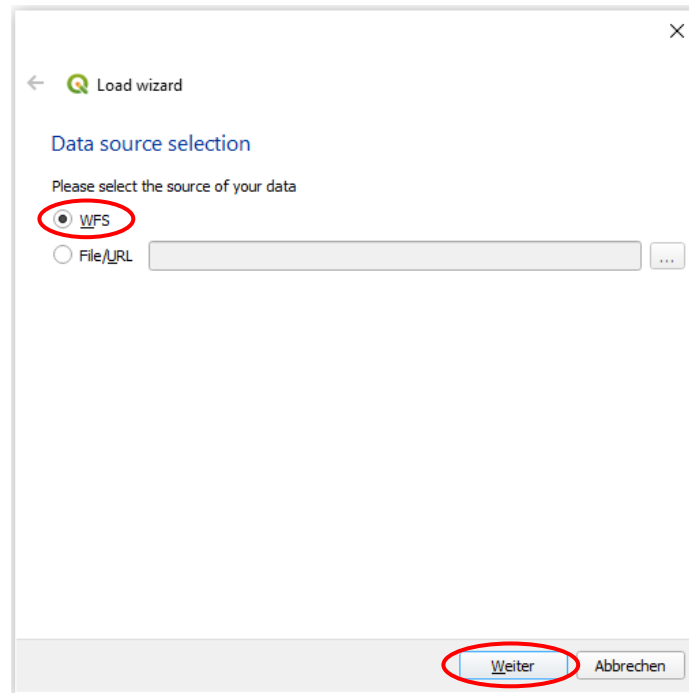 Load wizard
Data source selection
Please select the source of your data
WFS
File/URL
...
Weiter Abbrechen